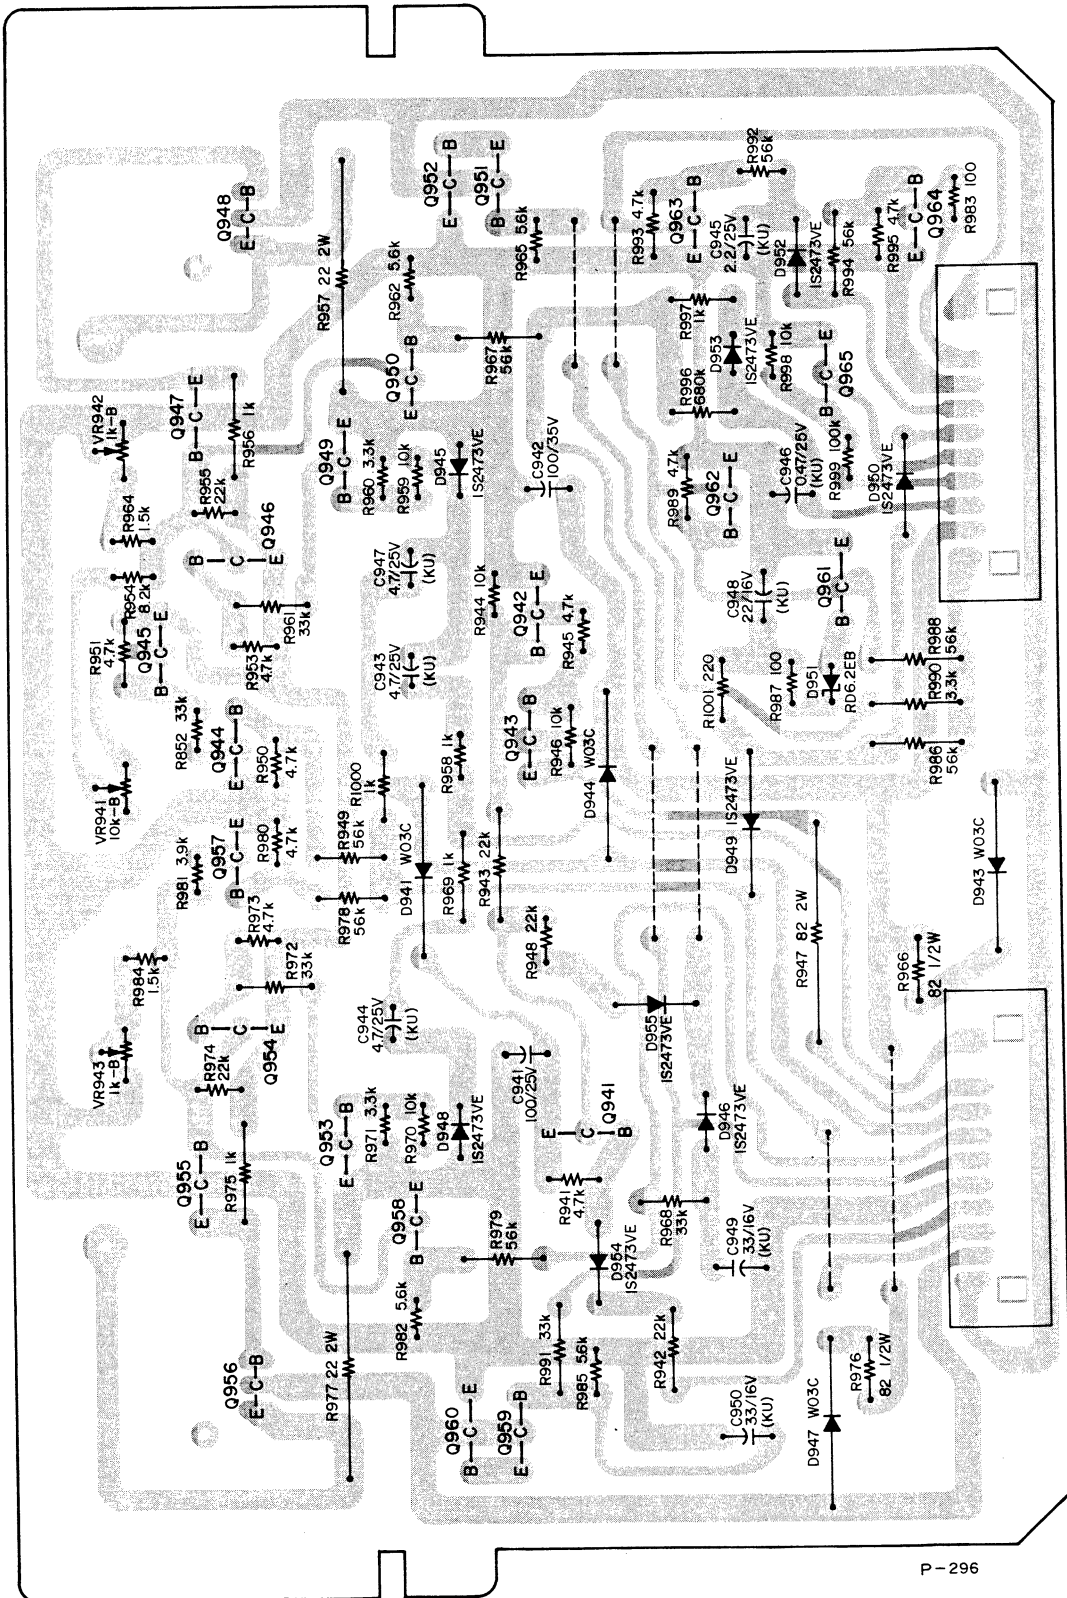 VR943
1k-B
VR941
10k-B
VR942
1k-B
R984
1.5k
R951
4.7k
R954
8.2k
R964
1.5k
Q945
B C E
Q955
E C B
R974
22k
R981 3.9k
R852 33k
R955
22k
Q947
B C E
Q956
E C B
R975 1k
Q954
B
C
E
R973
4.7k
R972
33k
Q957
B C E
R980
4.7k
Q944
E C B
R950
4.7k
R953
4.7k
R961
33k
Q946
B
C
E
R956
1k
Q948
E C B
R977 22 2W
Q953
E C B
R971 3.3k
R978
56k
R949
56k
R1000
1k
C944
4.7/25V
(KU)
C943
4.7/25V
(KU)
C947
4.7/25V
(KU)
Q949
B C E
R960 3.3k
R957 22 2W
R982 5.6k
Q958
B C E
R970 10k
D948
1S2473VE
D941 W03C
R969 1k
R958 1k
R959 10k
D945
1S2473VE
Q950
E C B
R962 5.6k
Q952
E C B
Q951
B C E
Q960
B C E
Q959
E C B
R979
56k
C941
100/25V
R943 22k
R948 22k
R944 10k
Q942
B C E
R945 4.7k
Q943
E C B
R946 10k
C942
100/35V
R967
56k
R965 5.6k
R991 33k
R985 5.6k
R941
4.7k
Q941
E
C
B
D954
1S2473VE
D944 W03C
R942 22k
R968
33k
D955
1S2473VE
D946
1S2473VE
C949
33/16V
(KU)
C950
33/16V
(KU)
D949 1S2473VE
R1001 220
R989 4.7k
Q962
B C E
R996
680k
R997
1k
D953
1S2473VE
R993 4.7k
Q963
E C B
C945
2.2/25V
(KU)
R992
56k
D947 W03C
R976
82 1/2W
R947 82 2W
R987 100
D951
RD6.2EB
C948
22/16V
(KU)
Q961
B C E
C946
0.47/25V
(KU)
R999 100k
R998 10k
Q965
B C E
D952
1S2473VE
R994 56k
R995 4.7k
Q964
E C B
R983 100
D950
1S2473VE
R966
82 1/2W
R986
56k
R990
3.3k
R988
56k
D943 W03C
P-296